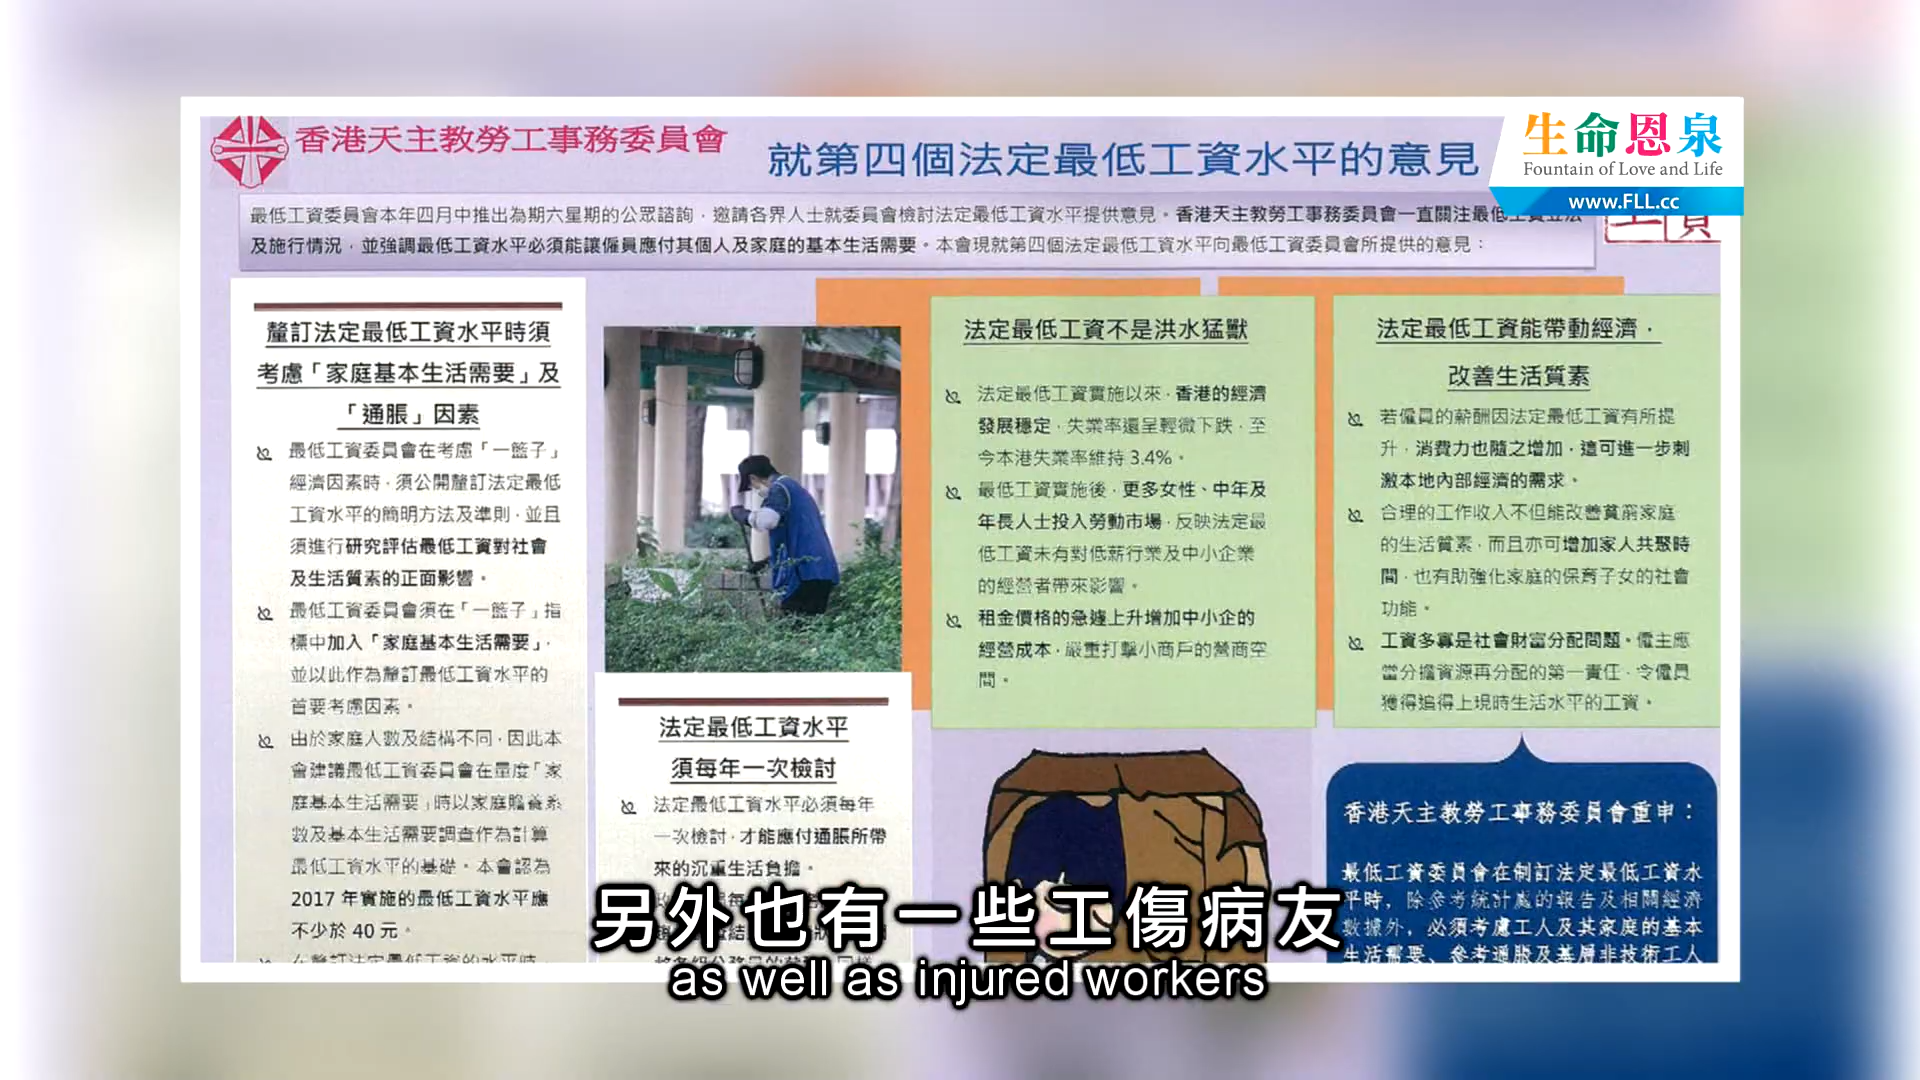 香港天主教勞工事務委員會
就第四個法定最低工資水平的意見
生命恩泉
Fountain of Love and Life
www.FLL.cc
最低工資委員會本年四月中推出為期六星期的公眾諮詢，邀請各界人士就委員會檢討法定最低工資水平提供意見。香港天主教勞工事務委員會一直關注最低工資立法
及施行情況，並強調最低工資水平必須能讓僱員應付其個人及家庭的基本生活需要。本會現就第四個法定最低工資水平向最低工資委員會所提供的意見：
工資
釐訂法定最低工資水平時須
考慮「家庭基本生活需要」及
「通脹」因素
最低工資委員會在考慮「一籃子」
經濟因素時，須公開釐訂法定最低
工資水平的簡明方法及準則，並且
須進行研究評估最低工資對社會
及生活質素的正面影響。
最低工資委員會須在「一籃子」指
標中加入「家庭基本生活需要」，
並以此作為釐訂最低工資水平的
首要考慮因素。
由於家庭人數及結構不同，因此本
會建議最低工資委員會在量度「家
庭基本生活需要」時以家庭贍養系
數及基本生活需要調查作為計算
最低工資水平的基礎。本會認為
2017 年實施的最低工資水平應
不少於 40 元。
在釐訂法定最低工資的水平時，
法定最低工資水平
須每年一次檢討
法定最低工資水平必須每年
一次檢討，才能應付通脹所帶
來的沉重生活負擔。
法定最低工資不是洪水猛獸
法定最低工資實施以來，香港的經濟
發展穩定，失業率還呈輕微下跌，至
今本港失業率維持 3.4%。
最低工資實施後，更多女性、中年及
年長人士投入勞動市場，反映法定最
低工資未有對低薪行業及中小企業
的經營者帶來影響。
租金價格的急遽上升增加中小企的
經營成本，嚴重打擊小商戶的營商空
間。
法定最低工資能帶動經濟，
改善生活質素
若僱員的薪酬因法定最低工資有所提
升，消費力也隨之增加，這可進一步刺
激本地內部經濟的需求。
合理的工作收入不但能改善貧窮家庭
的生活質素，而且亦可增加家人共聚時
間，也有助強化家庭的保育子女的社會
功能。
工資多寡是社會財富分配問題。僱主應
當分擔資源再分配的第一責任，令僱員
獲得追得上現時生活水平的工資。
香港天主教勞工事務委員會重申：
最低工資委員會在制訂法定最低工資水
平時，除參考統計處的報告及相關經濟
數據外，必須考慮工人及其家庭的基本
生活需要、參考通脹及基層非技術工人
另外也有一些工傷病友
as well as injured workers